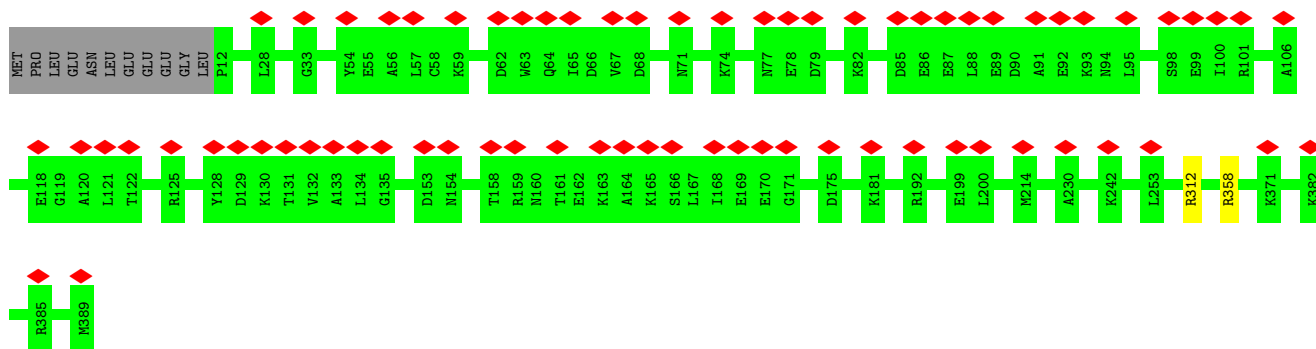 MET PRO LEU GLU ASN LEU GLU GLU GLU GLY LEU P12 L28 G33 Y54 E55 A56 L57 C58 K59 D62 W63 Q64 I65 D66 V67 D68 N71 K74 N77 E78 D79 K82 D85 E86 E87 L88 E89 D90 A91 E92 K93 N94 L95 S98 E99 I100 R101 A106
E118 G119 A120 L121 T122 R125 Y128 D129 K130 T131 V132 A133 L134 G135 D153 N154 T158 R159 N160 T161 E162 K163 A164 K165 S166 L167 I168 E169 E170 G171 D175 K181 R192 E199 L200 M214 A230 K242 L253 R312 R358 K371 K382
R385 M389